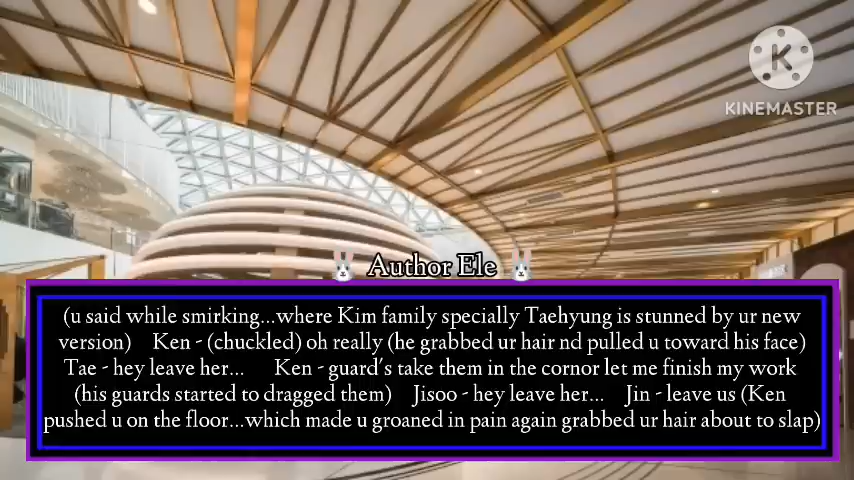 KINEMASTER
Author Ele
(u said while smirking...where Kim family specially Taehyung is stunned by ur new
version) Ken - (chuckled) oh really (he grabbed ur hair nd pulled u toward his face)
Tae - hey leave her... Ken - guard's take them in the cornor let me finish my work
(his guards started to dragged them) Jisoo - hey leave her... Jin - leave us (Ken
pushed u on the floor...which made u groaned in pain again grabbed ur hair about to slap)